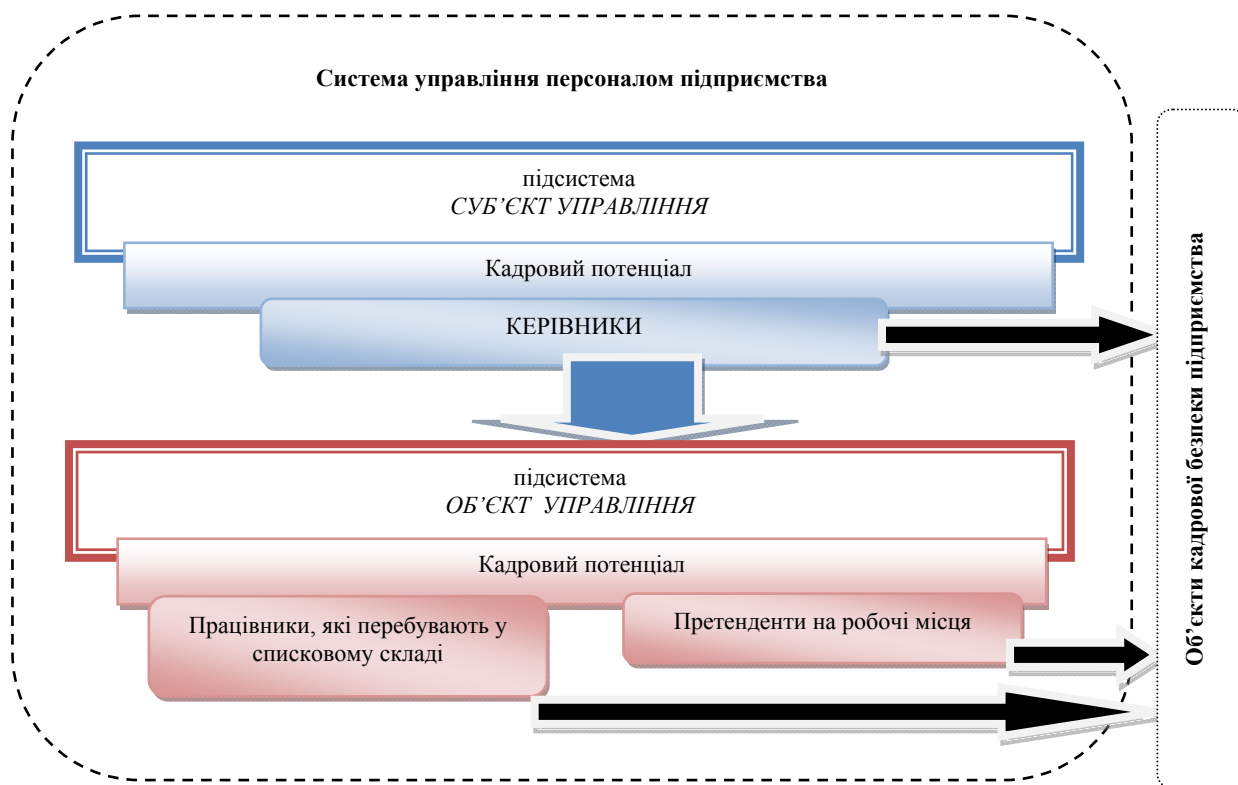 Система управління персоналом підприємства
підсистема
СУБ’ЄКТ УПРАВЛІННЯ
Кадровий потенціал
КЕРІВНИКИ
підсистема
ОБ’ЄКТ УПРАВЛІННЯ
Кадровий потенціал
Працівники, які перебувають у
списковому складі
Претенденти на робочі місця
Об’єкти кадрової безпеки підприємства